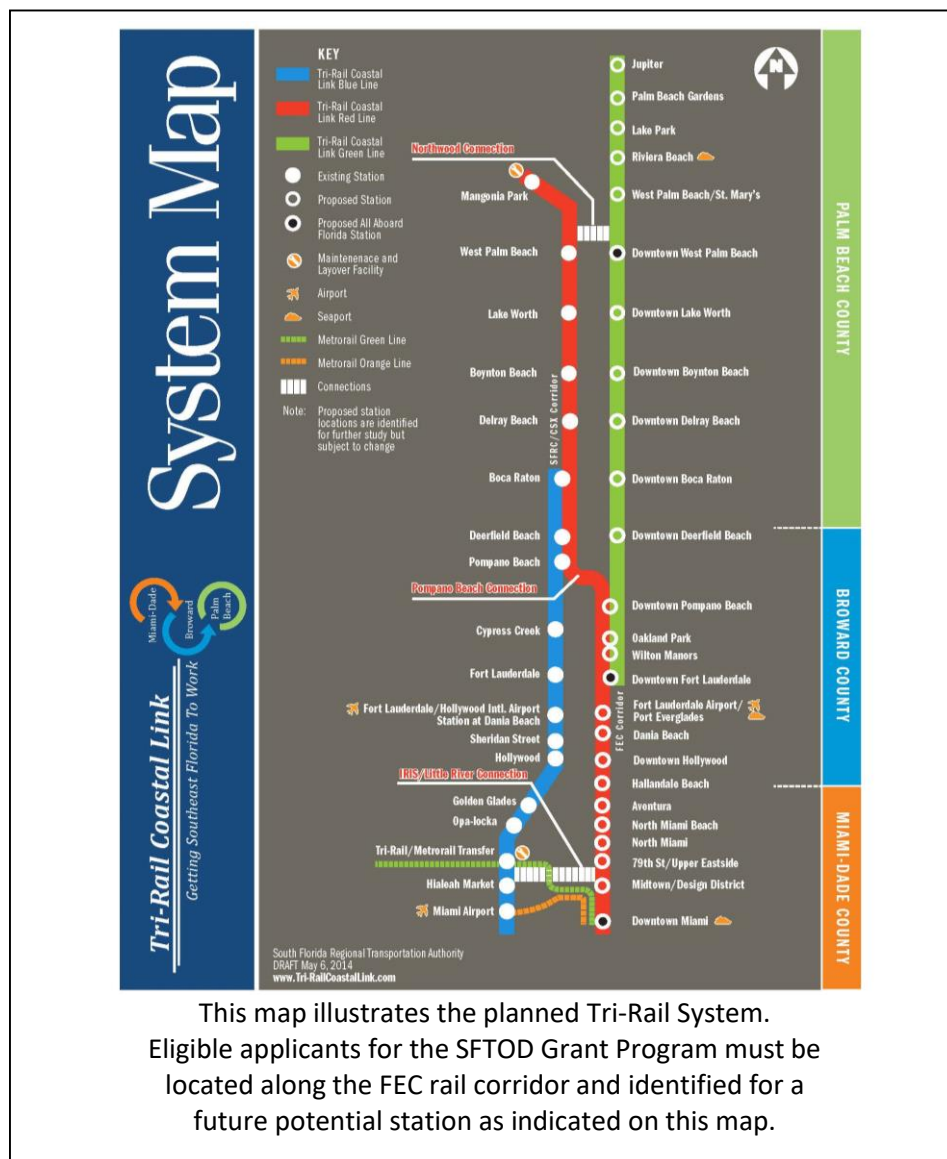 System Map
Miami-Dade
Broward
Palm
Beach
Tri-Rail Coastal Link
Getting Southeast Florida To Work
KEY
Tri-Rail Coastal
Link Blue Line
Tri-Rail Coastal
Link Red Line
Tri-Rail Coastal
Link Green Line
Existing Station
Proposed Station
Proposed All Aboard
Florida Station
Maintenenace and
Layover Facility
Airport
Seaport
Metrorail Green Line
Metrorail Orange Line
Connections
Note: Proposed station
locations are identified
for further study but
subject to change
N
Northwood Connection
Mangonia Park
West Palm Beach
Lake Worth
Boynton Beach
Delray Beach
SFRC/CSX Corridor
Boca Raton
Deerfield Beach
Pompano Beach
Pompano Beach Connection
Cypress Creek
Fort Lauderdale
Fort Lauderdale/Hollywood Intl. Airport
Station at Dania Beach
Sheridan Street
Hollywood
IRIS/Little River Connection
Golden Glades
Opa-locka
Tri-Rail/Metrorail Transfer
Hialeah Market
Miami Airport
Jupiter
Palm Beach Gardens
Lake Park
Riviera Beach
West Palm Beach/St. Mary's
Downtown West Palm Beach
Downtown Lake Worth
Downtown Boynton Beach
Downtown Delray Beach
Downtown Boca Raton
Downtown Deerfield Beach
Downtown Pompano Beach
Oakland Park
Wilton Manors
Downtown Fort Lauderdale
FEC Corridor
Fort Lauderdale Airport/
Port Everglades
Dania Beach
Downtown Hollywood
Hallandale Beach
Aventura
North Miami Beach
North Miami
79th St/Upper Eastside
Midtown/Design District
Downtown Miami
PALM BEACH COUNTY
BROWARD COUNTY
MIAMI-DADE COUNTY
South Florida Regional Transportation Authority
DRAFT May 6, 2014
www.Tri-RailCoastalLink.com
This map illustrates the planned Tri-Rail System.
Eligible applicants for the SFTOD Grant Program must be
located along the FEC rail corridor and identified for a
future potential station as indicated on this map.